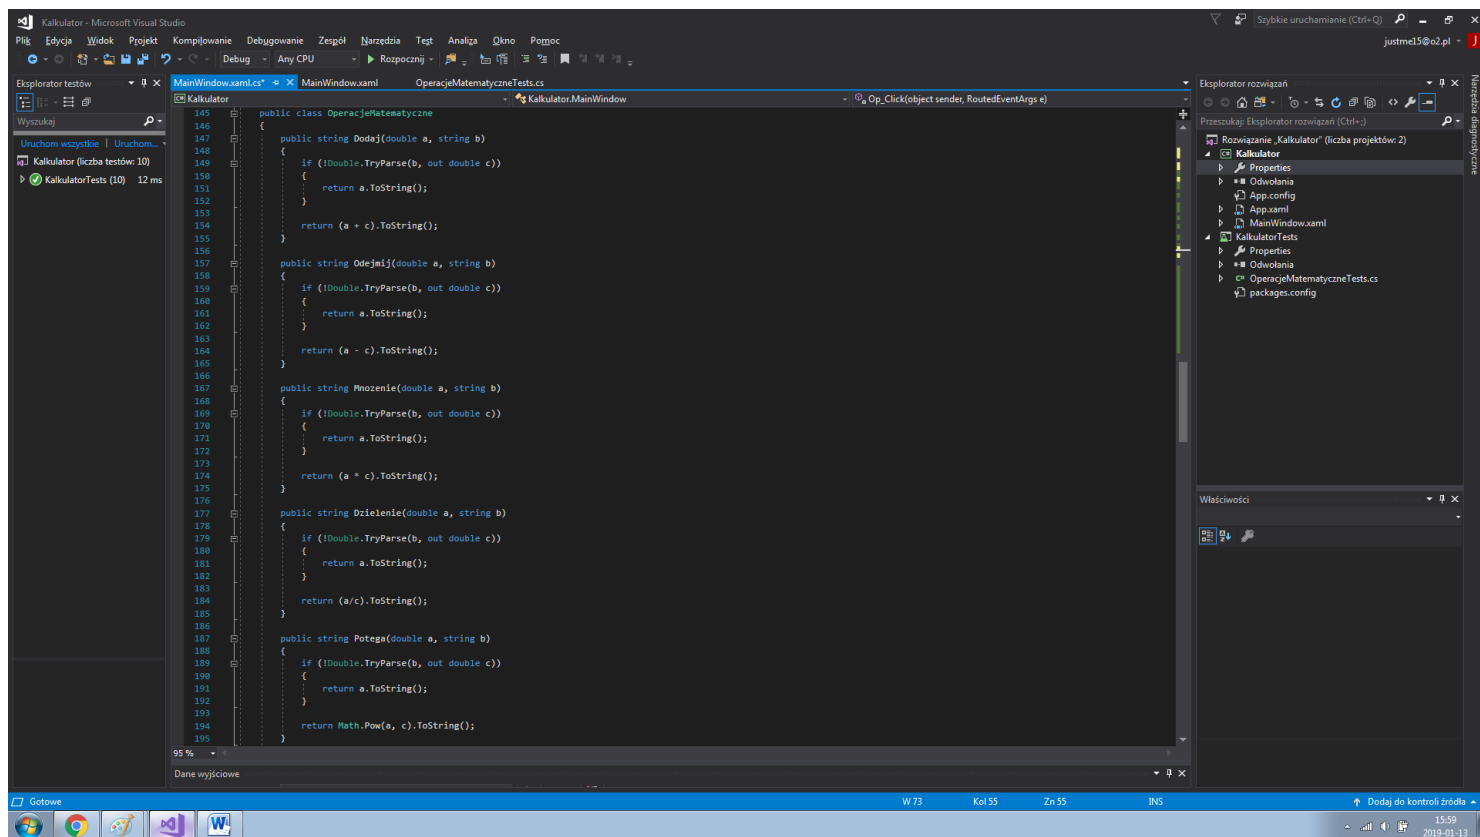 Kalkulator - Microsoft Visual Studio
Szybkie uruchamianie (Ctrl+Q)
Plik Edycja Widok Projekt Kompilowanie Debugowanie Zespół Narzędzia Test Analiza Okno Pomoc
justme15@o2.pl
J
Debug Any CPU Rozpocznij
Eksplorator testów
Wyszukaj
Uruchom wszystkie | Uruchom...
Kalkulator (liczba testów: 10)
KalkulatorTests (10) 12 ms
MainWindow.xaml.cs* MainWindow.xaml OperacjeMatematyczneTests.cs
Kalkulator Kalkulator.MainWindow Op_Click(object sender, RoutedEventArgs e)
145 public class OperacjeMatematyczne
146 {
147 public string Dodaj(double a, string b)
148 {
149 if (!Double.TryParse(b, out double c))
150 {
151 return a.ToString();
152 }
153
154 return (a + c).ToString();
155 }
156
157 public string Odejmij(double a, string b)
158 {
159 if (!Double.TryParse(b, out double c))
160 {
161 return a.ToString();
162 }
163
164 return (a - c).ToString();
165 }
166
167 public string Mnozenie(double a, string b)
168 {
169 if (!Double.TryParse(b, out double c))
170 {
171 return a.ToString();
172 }
173
174 return (a * c).ToString();
175 }
176
177 public string Dzielenie(double a, string b)
178 {
179 if (!Double.TryParse(b, out double c))
180 {
181 return a.ToString();
182 }
183
184 return (a/c).ToString();
185 }
186
187 public string Potega(double a, string b)
188 {
189 if (!Double.TryParse(b, out double c))
190 {
191 return a.ToString();
192 }
193
194 return Math.Pow(a, c).ToString();
195 }
95 %
Dane wyjściowe
Eksplorator rozwiązań
Przeszukaj: Eksplorator rozwiązań (Ctrl+;)
Rozwiązanie „Kalkulator" (liczba projektów: 2)
Kalkulator
Properties
Odwołania
App.config
App.xaml
MainWindow.xaml
KalkulatorTests
Properties
Odwołania
OperacjeMatematyczneTests.cs
packages.config
Właściwości
Narzędzia diagnostyczne
Gotowe W 73 Kol 55 Zn 55 INS Dodaj do kontroli źródła
15:59
2019-01-13